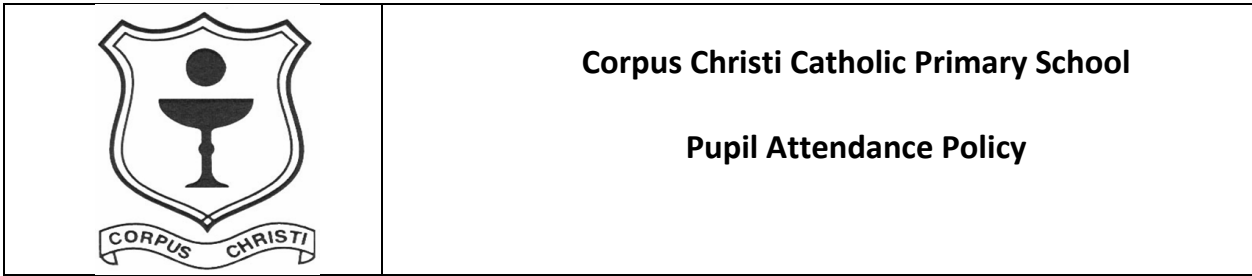 CORPUS CHRISTI
Corpus Christi Catholic Primary School
Pupil Attendance Policy